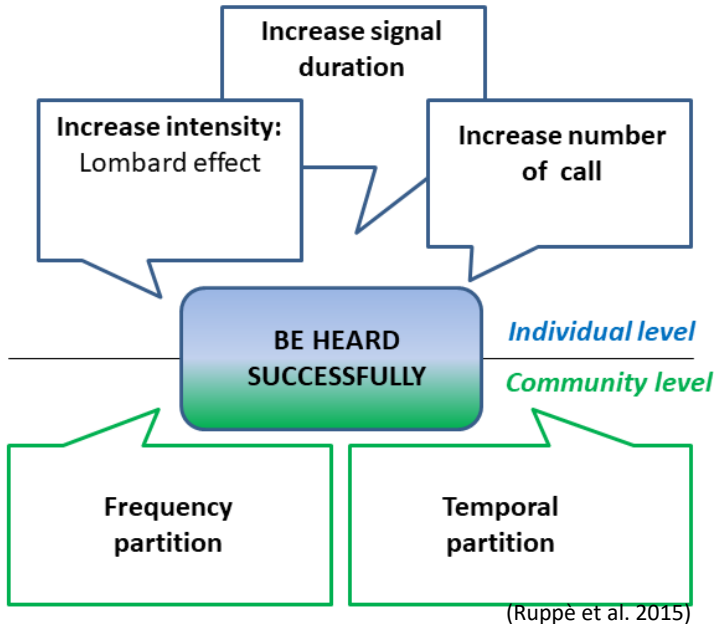 Increase signal
duration
Increase intensity:
Lombard effect
Increase number
of call
BE HEARD
SUCCESSFULLY
Individual level
Community level
Frequency
partition
Temporal
partition
(Ruppè et al. 2015)